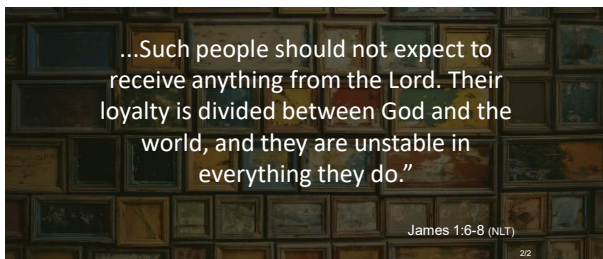 ...Such people should not expect to
receive anything from the Lord. Their
loyalty is divided between God and the
world, and they are unstable in
everything they do.”
James 1:6-8 (NLT)
2/2